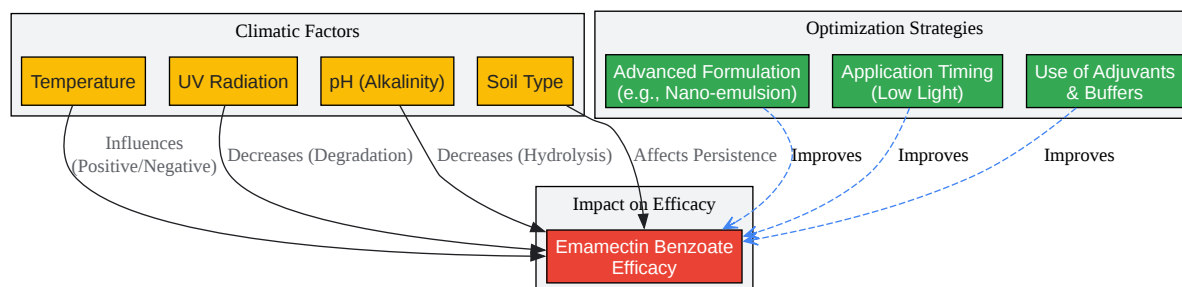 Climatic Factors
Optimization Strategies
Temperature
UV Radiation
pH (Alkalinity)
Soil Type
Advanced Formulation
(e.g., Nano-emulsion)
Application Timing
(Low Light)
Use of Adjuvants
& Buffers
Influences
(Positive/Negative)
Decreases (Degradation)
Decreases (Hydrolysis)
Affects Persistence
Improves
Improves
Improves
Impact on Efficacy
Emamectin Benzoate
Efficacy